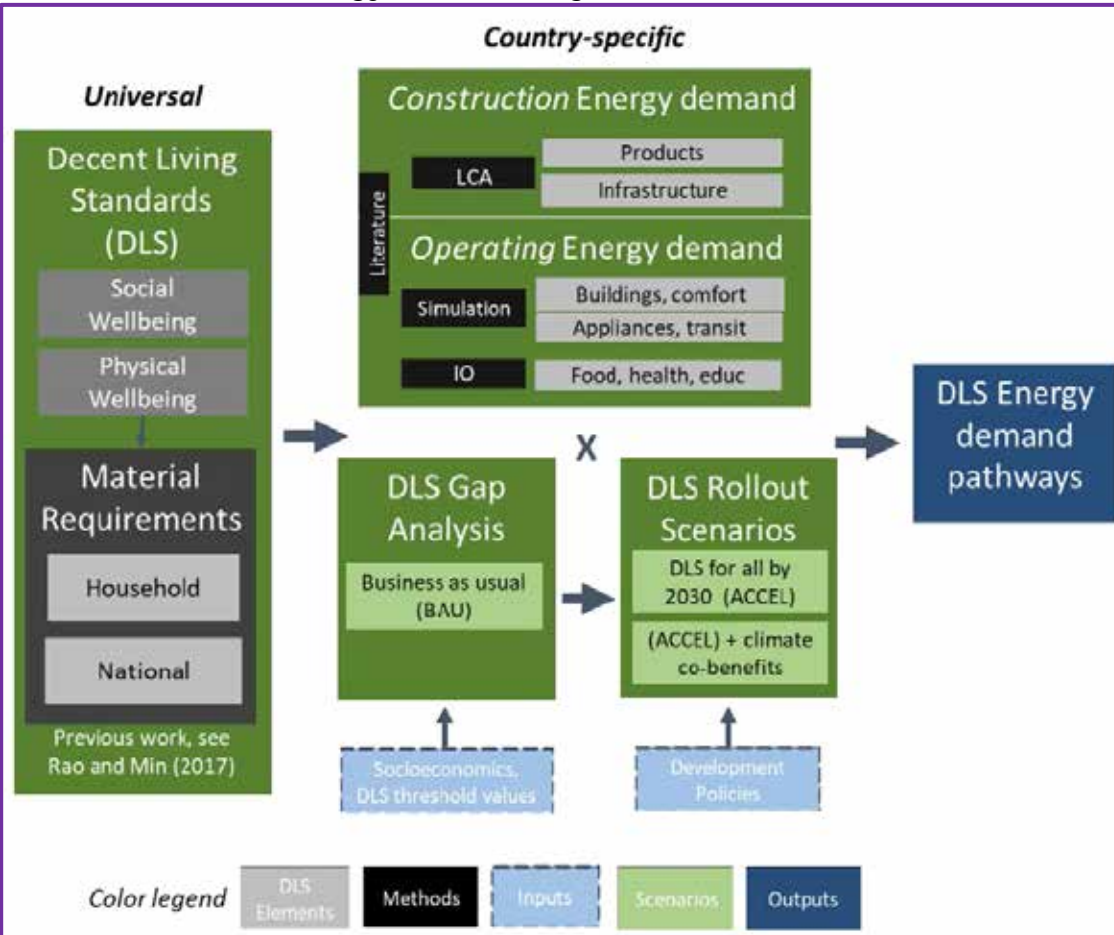 Country-specific
Universal
Decent Living
Standards
(DLS)
Social
Wellbeing
Physical
Wellbeing
Material
Requirements
Household
National
Previous work, see
Rao and Min (2017)
Construction Energy demand
Literature
LCA
Products
Infrastructure
Operating Energy demand
Simulation
Buildings, comfort
Appliances, transit
IO
Food, health, educ
X
DLS Gap
Analysis
Business as usual
(BAU)
DLS Rollout
Scenarios
DLS for all by
2030 (ACCEL)
(ACCEL) + climate
co-benefits
Socioeconomics,
DLS threshold values
Development
Policies
DLS Energy
demand
pathways
Color legend
DLS
Elements
Methods
Inputs
Scenarios
Outputs